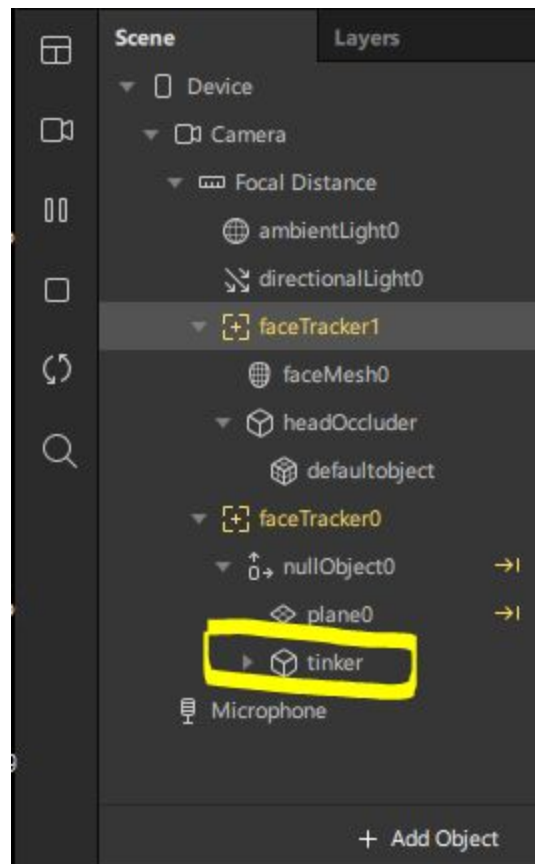 Scene Layers
Device
Camera
Focal Distance
ambientLight0
directionalLight0
faceTracker1
faceMesh0
headOccluder
defaultobject
faceTracker0
nullObject0
plane0
tinker
Microphone
+ Add Object